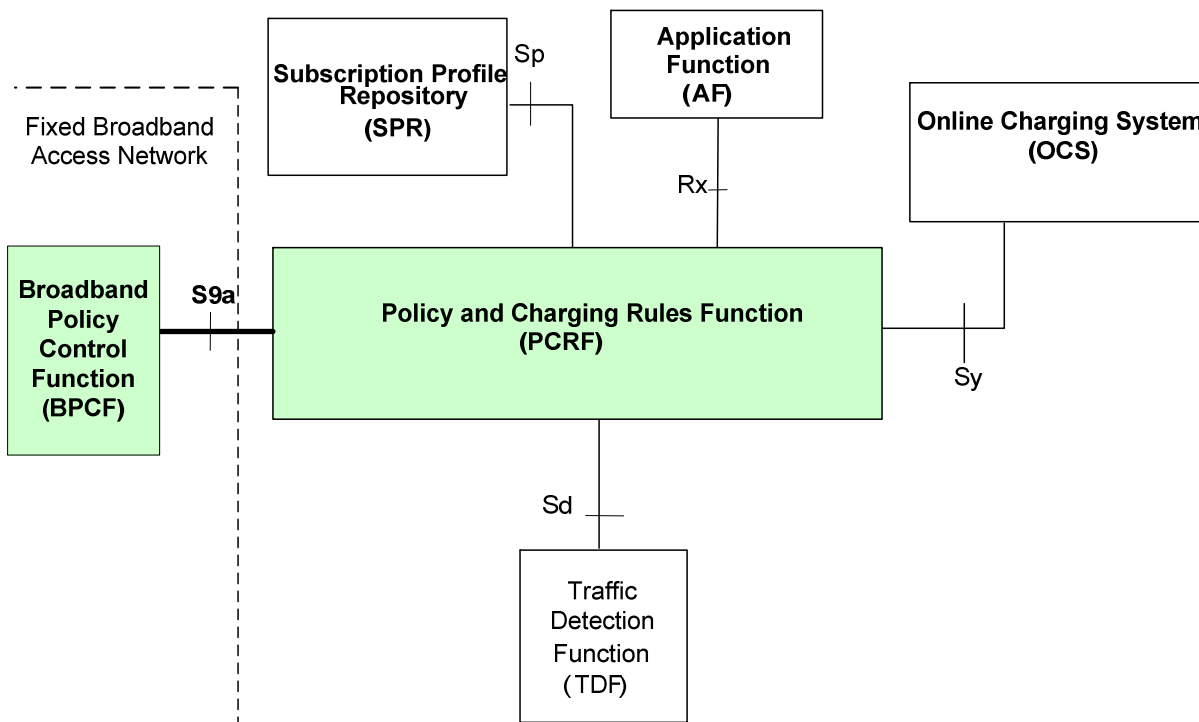 Sp
Subscription Profile
Repository
(SPR)
Application
Function
(AF)
Online Charging System
(OCS)
Fixed Broadband
Access Network
Rx
Broadband
Policy
Control
Function
(BPCF)
S9a
Policy and Charging Rules Function
(PCRF)
Sy
Sd
Traffic
Detection
Function
(TDF)